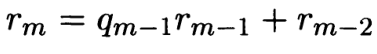 r_m = q_{m-1}r_{m-1} + r_{m-2}